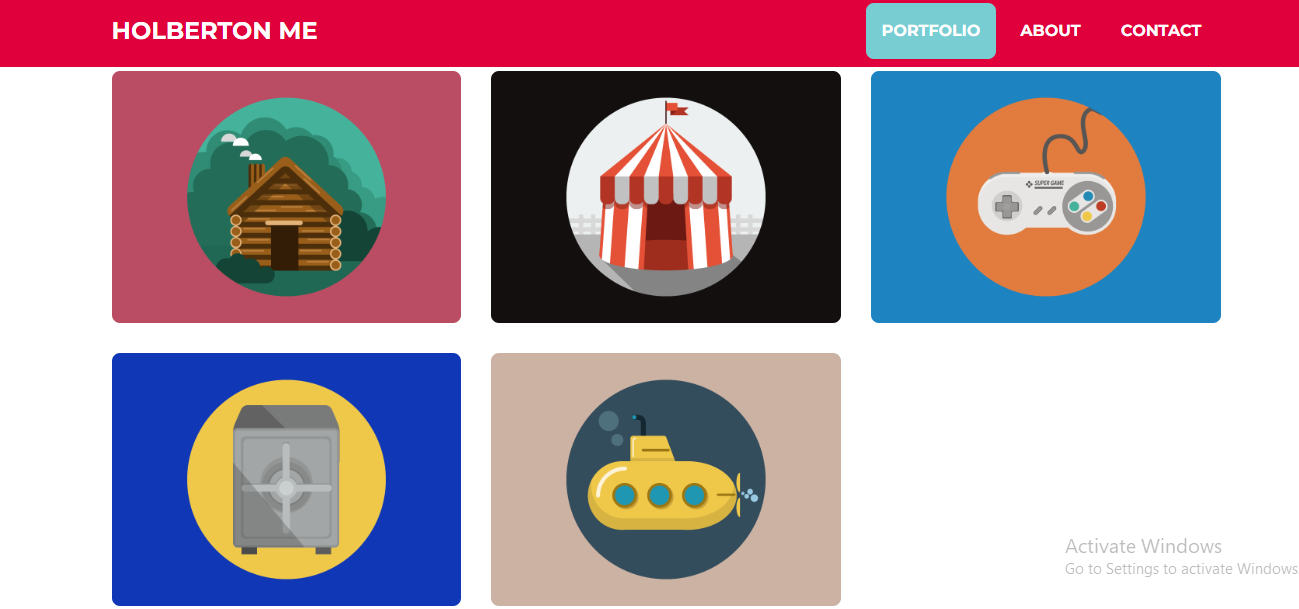 HOLBERTON ME
PORTFOLIO
ABOUT
CONTACT
SUPER GAME
Activate Windows
Go to Settings to activate Windows